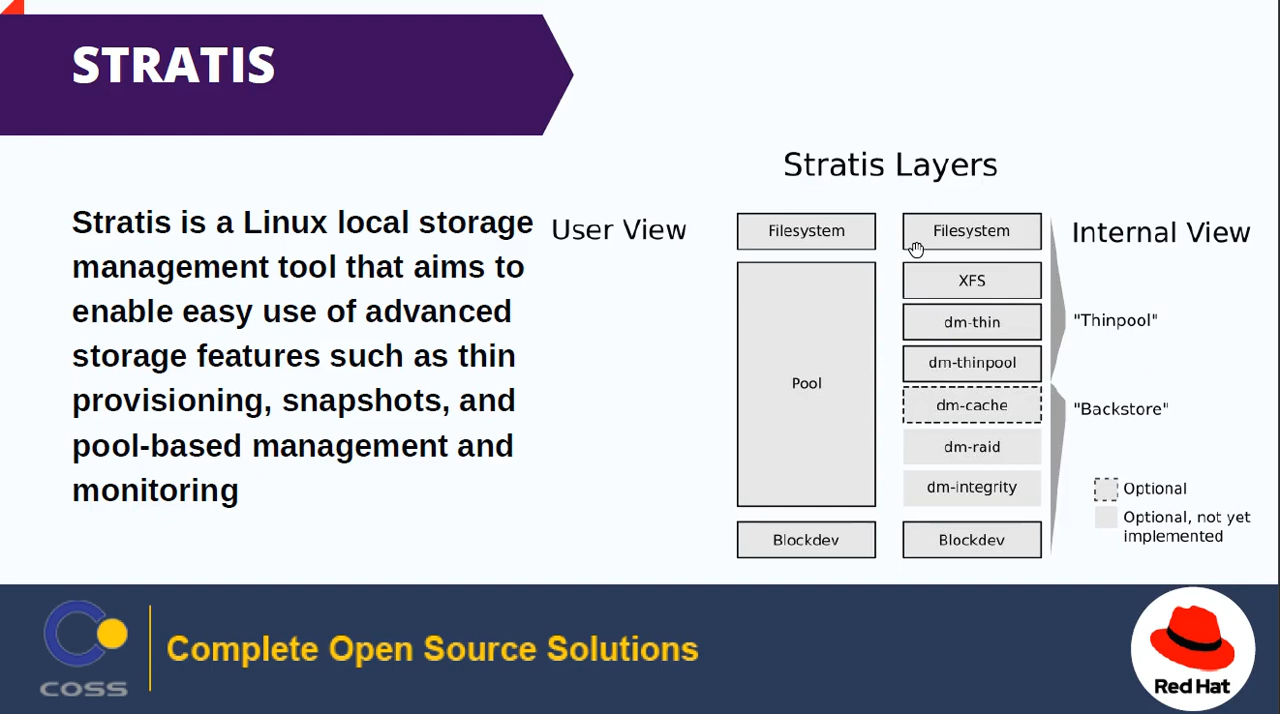 STRATIS
Stratis is a Linux local storage
management tool that aims to
enable easy use of advanced
storage features such as thin
provisioning, snapshots, and
pool-based management and
monitoring
Stratis Layers
User View
Filesystem
Pool
Blockdev
Filesystem
XFS
dm-thin
dm-thinpool
dm-cache
dm-raid
dm-integrity
Blockdev
Internal View
"Thinpool"
"Backstore"
Optional
Optional, not yet
implemented
COSS
Complete Open Source Solutions
Red Hat